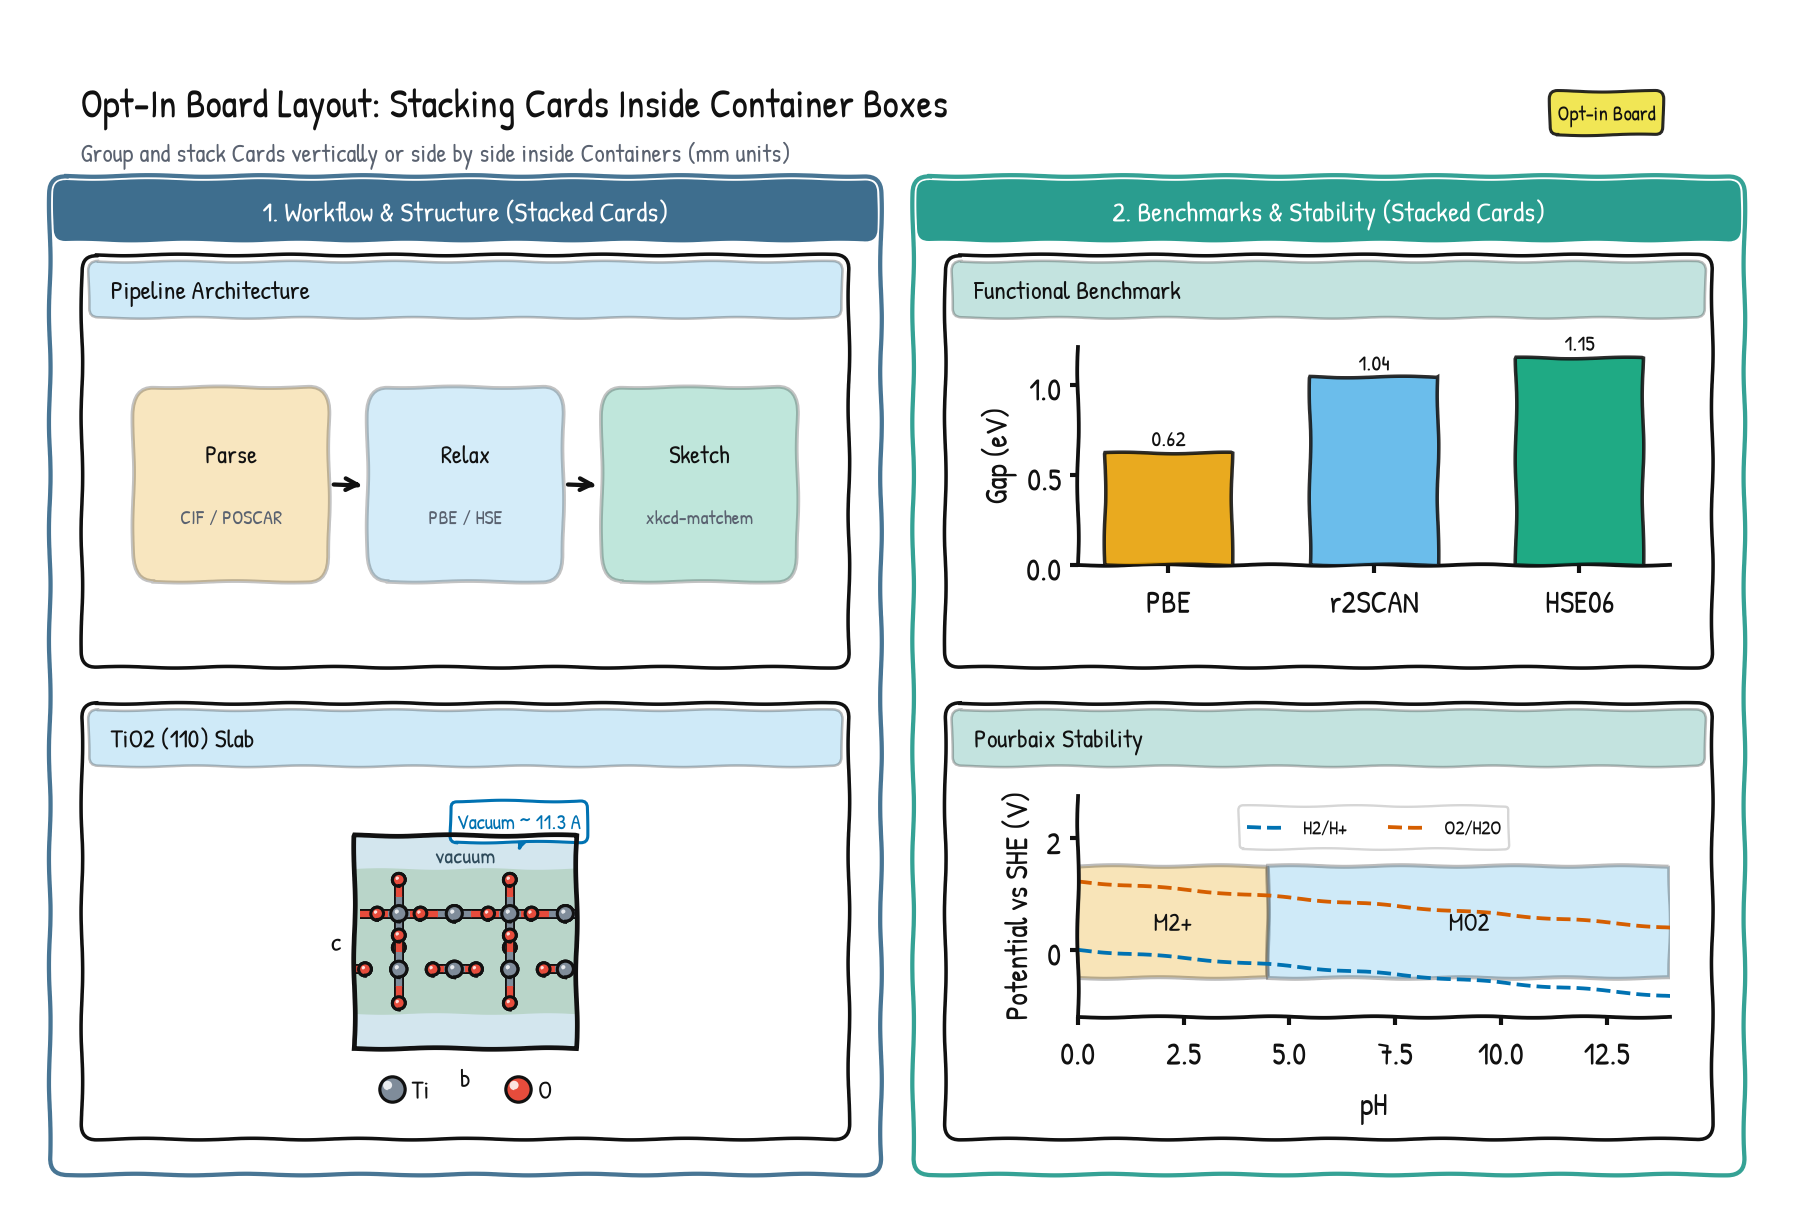 Opt-In Board Layout: Stacking Cards Inside Container Boxes
Opt-in Board
Group and stack Cards vertically or side by side inside Containers (mm units)
1. Workflow & Structure (Stacked Cards)
Pipeline Architecture
Parse
CIF / POSCAR
Relax
PBE / HSE
Sketch
xkcd-matchem
TiO2 (110) Slab
Vacuum ~ 11.3 A
vacuum
c
b
Ti
O
2. Benchmarks & Stability (Stacked Cards)
Functional Benchmark
Gap (eV)
1.0
0.5
0.0
0.62
1.04
1.15
PBE
r2SCAN
HSE06
Pourbaix Stability
Potential vs SHE (V)
2
0
H2/H+
O2/H2O
M2+
MO2
0.0
2.5
5.0
7.5
10.0
12.5
pH